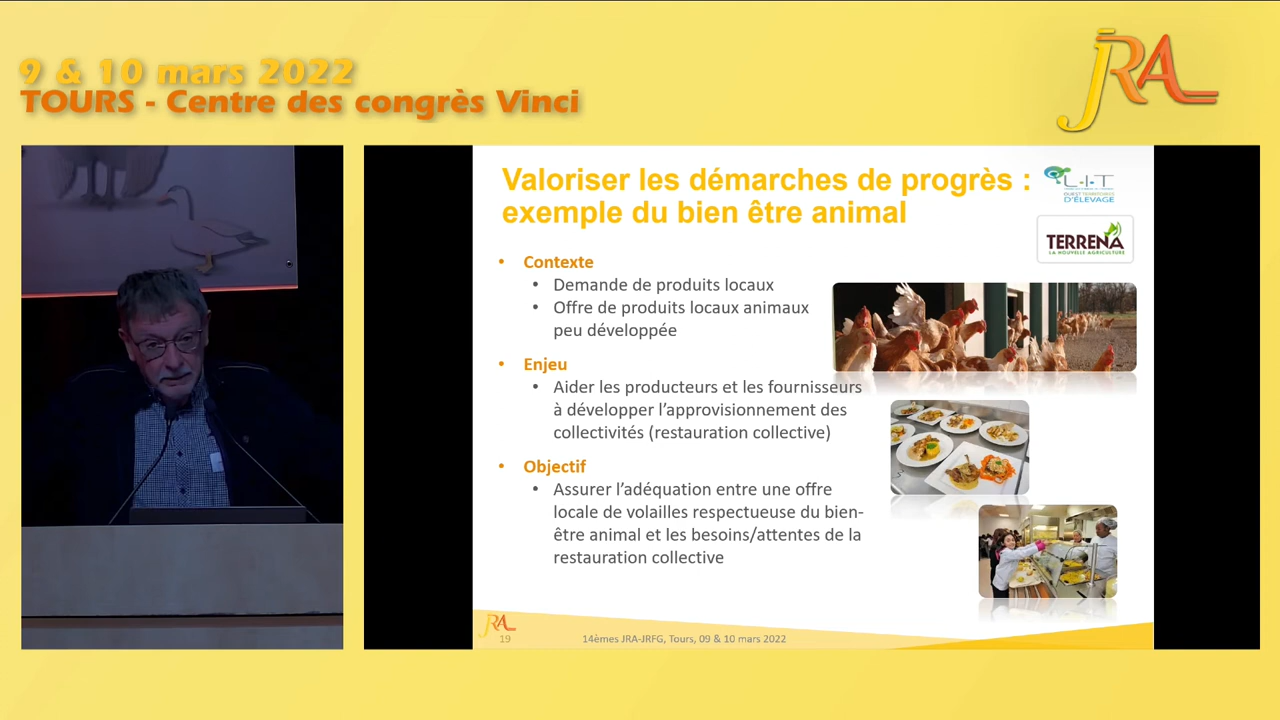 9 & 10 mars 2022
TOURS - Centre des congrès Vinci
JRA
Valoriser les démarches de progrès :
exemple du bien être animal
L-I-T
OUEST TERRITOIRES
D'ÉLEVAGE
TERRENA
LA NOUVELLE AGRICULTURE
• Contexte
• Demande de produits locaux
• Offre de produits locaux animaux
peu développée
• Enjeu
• Aider les producteurs et les fournisseurs
à développer l'approvisionnement des
collectivités (restauration collective)
• Objectif
• Assurer l'adéquation entre une offre
locale de volailles respectueuse du bien-
être animal et les besoins/attentes de la
restauration collective
JRA
19
14èmes JRA-JRFG, Tours, 09 & 10 mars 2022